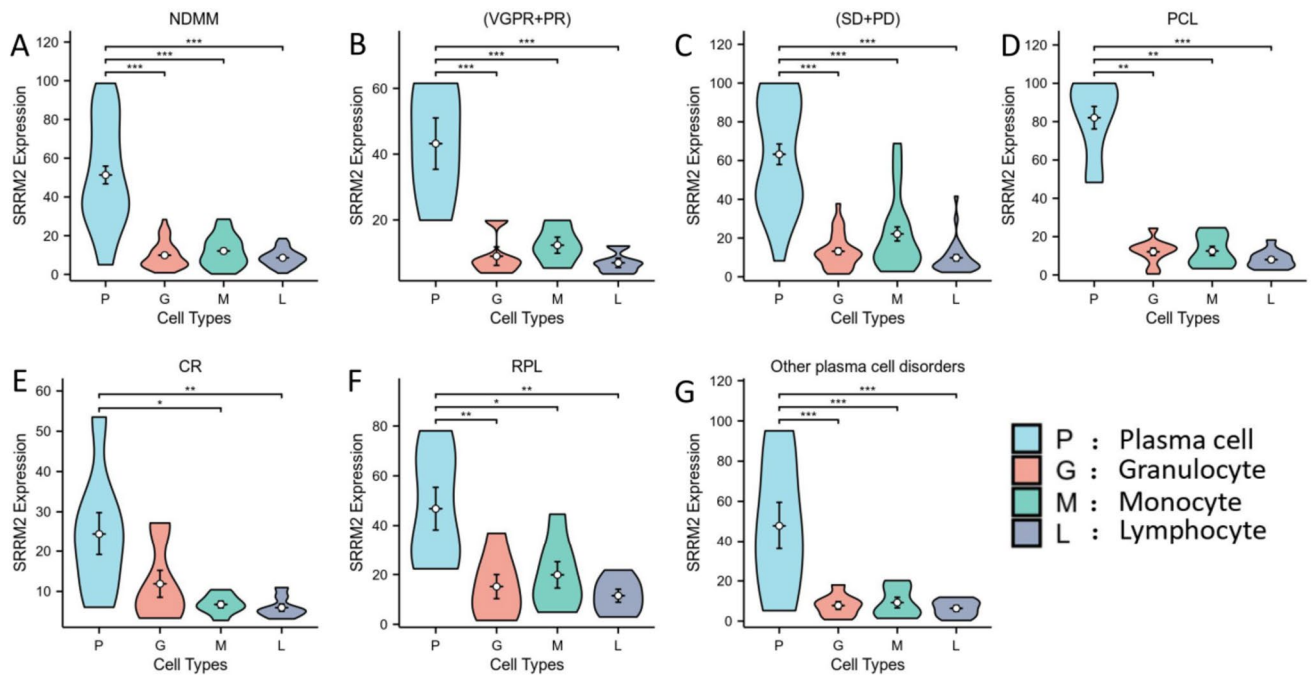 NDMM
A
120
100
80
60
40
20
0
SRRM2 Expression
***
***
***
P G M L
Cell Types
(VGPR+PR)
B
60
40
20
SRRM2 Expression
***
***
***
P G M L
Cell Types
(SD+PD)
C
120
100
80
60
40
20
0
SRRM2 Expression
***
***
***
P G M L
Cell Types
PCL
D
120
100
80
60
40
20
0
SRRM2 Expression
***
**
**
P G M L
Cell Types
CR
E
60
50
40
30
20
10
SRRM2 Expression
**
*
P G M L
Cell Types
RPL
F
80
60
40
20
0
SRRM2 Expression
**
*
**
P G M L
Cell Types
Other plasma cell disorders
G
120
100
80
60
40
20
0
SRRM2 Expression
***
***
***
P G M L
Cell Types
P : Plasma cell
G : Granulocyte
M : Monocyte
L : Lymphocyte